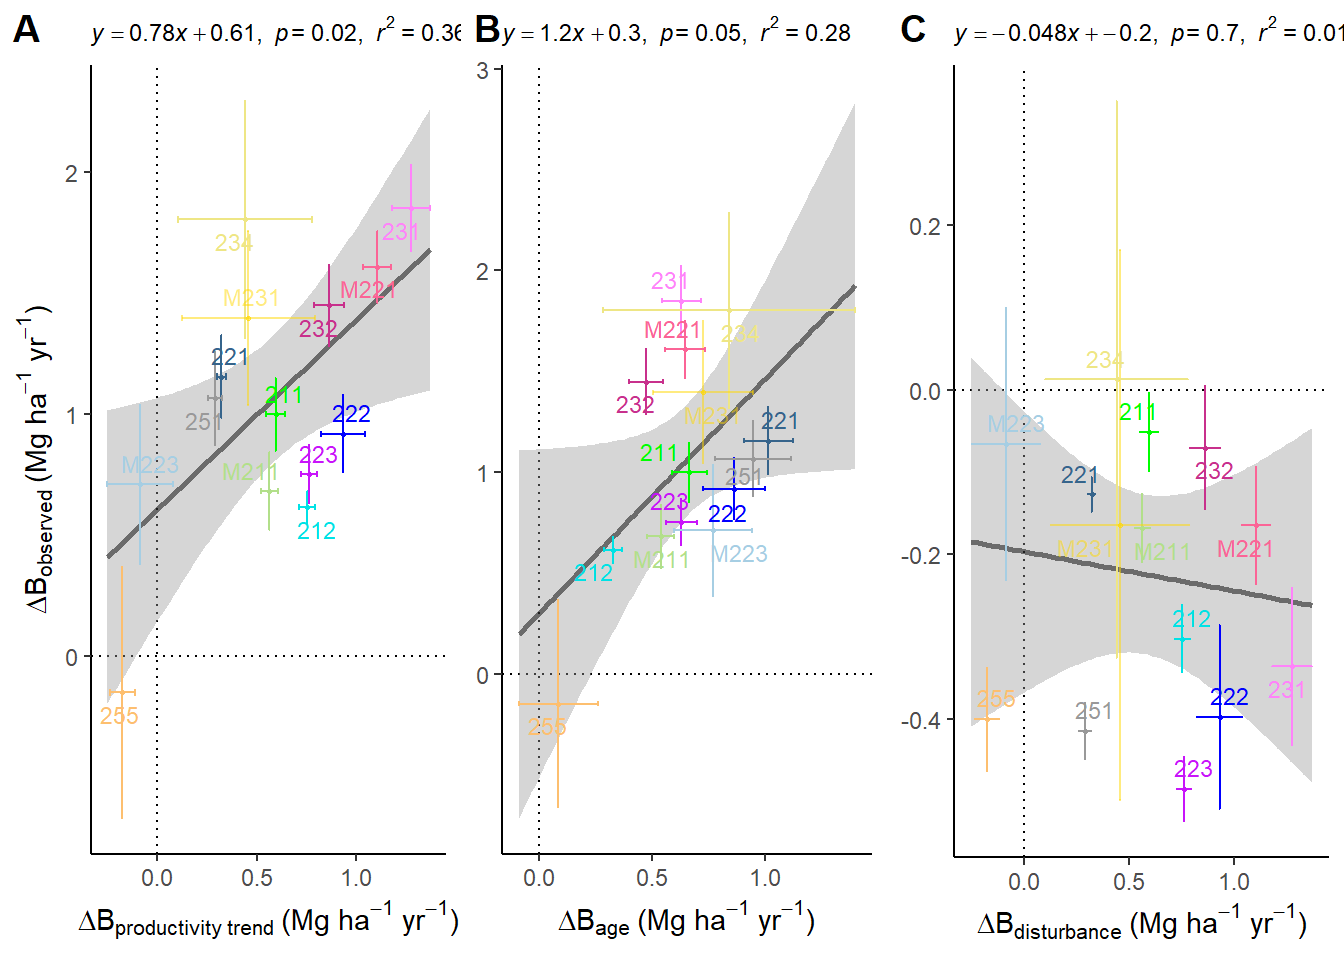 A y = 0.78x + 0.61, p = 0.02, r² = 0.36
2
1
0
0.0 0.5 1.0
ΔBobserved (Mg ha⁻¹ yr⁻¹)
ΔBproductivity trend (Mg ha⁻¹ yr⁻¹)
231
234
M221
M231
232
221
211
251
222
223
M223
M211
212
255
B y = 1.2x + 0.3, p = 0.05, r² = 0.28
3
2
1
0
0.0 0.5 1.0
ΔBage (Mg ha⁻¹ yr⁻¹)
231
M221
234
232
M231
221
211
251
223
222
M223
M211
212
255
C y = −0.048x + −0.2, p = 0.7, r² = 0.01
0.2
0.0
-0.2
-0.4
0.0 0.5 1.0
ΔBdisturbance (Mg ha⁻¹ yr⁻¹)
234
211
M223
221
232
M231
M211
M221
212
231
255
222
251
223